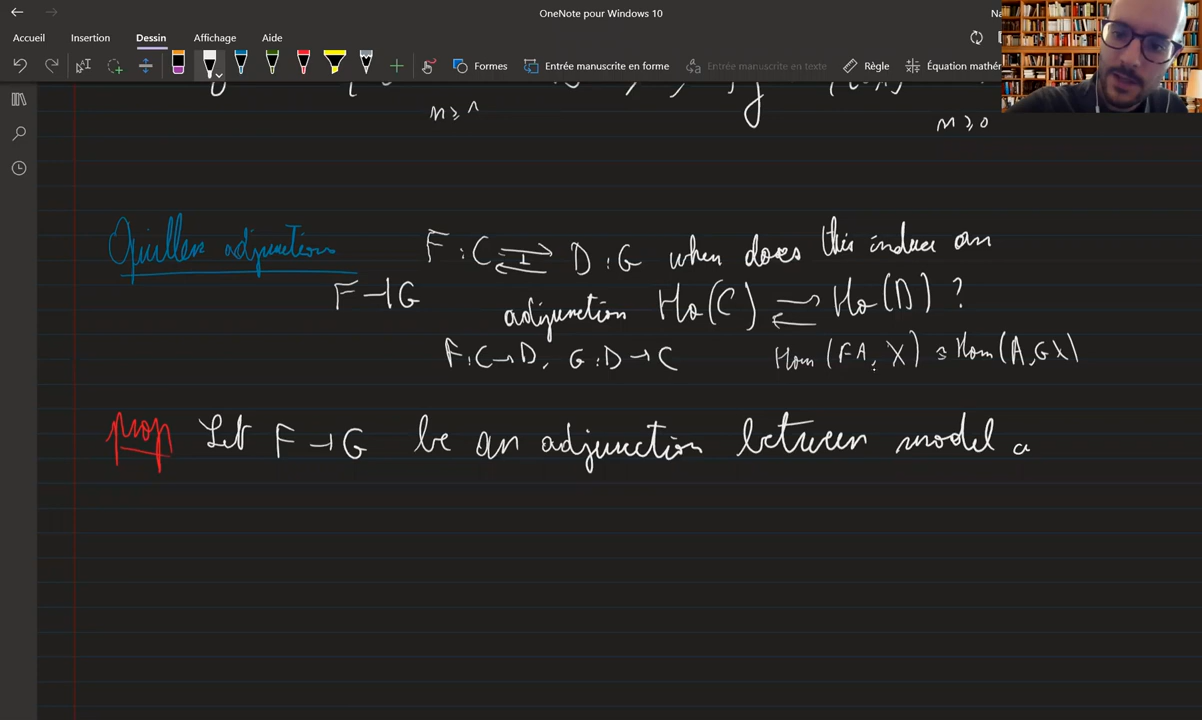 OneNote pour Windows 10
Accueil Insertion Dessin Affichage Aide
Formes Entrée manuscrite en forme Entrée manuscrite en texte Règle Équation mathém
n ≥ 1
n ≥ 0
Quillen adjunctions F : C ⇄ D : G when does this induce an
F ⊣ G adjunction Ho(C) ⇄ Ho(D) ?
F : C → D, G : D → C Hom (FA, X) ≅ Hom (A, GX)
prop Let F ⊣ G be an adjunction between model c